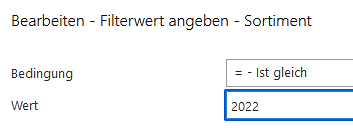 Bearbeiten - Filterwert angeben - Sortiment
Bedingung = - Ist gleich
Wert 2022